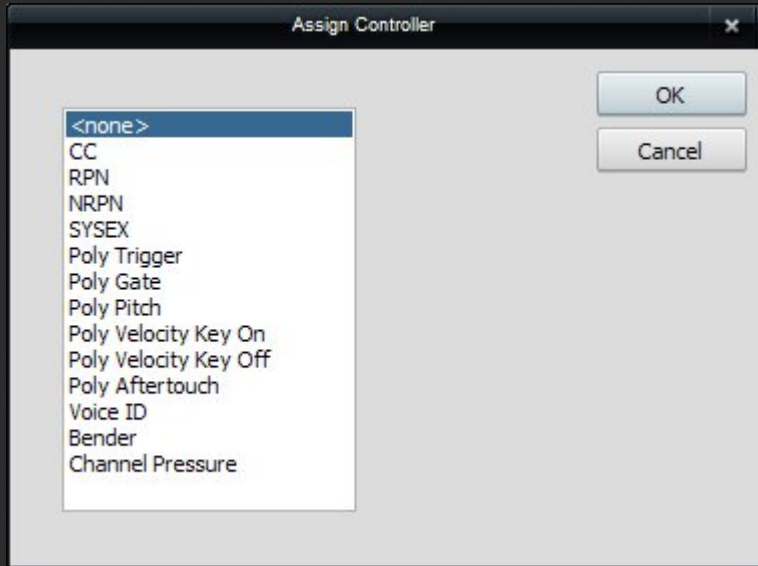 Assign Controller
OK
Cancel
<none>
CC
RPN
NRPN
SYSEX
Poly Trigger
Poly Gate
Poly Pitch
Poly Velocity Key On
Poly Velocity Key Off
Poly Aftertouch
Voice ID
Bender
Channel Pressure